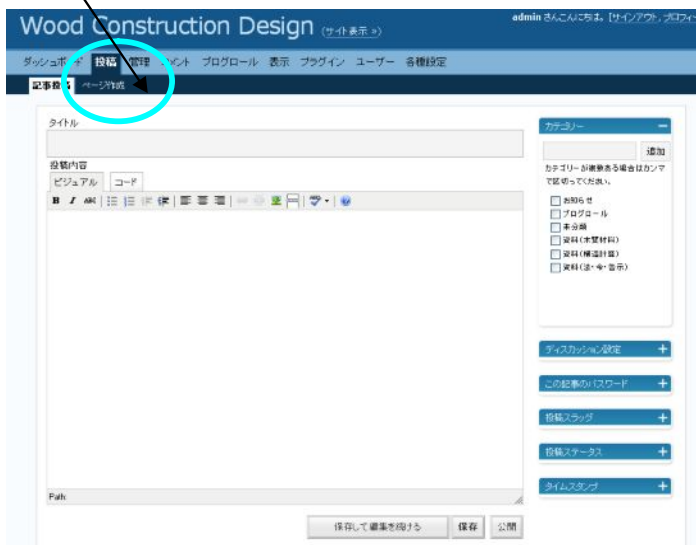 Wood Construction Design (サイト表示 »)
admin さんこんにちは。[サインアウト, プロフィ
ダッシュボード 投稿 管理 コメント ブログロール 表示 プラグイン ユーザー 各種設定
記事投稿 ページ作成
タイトル
投稿内容
ビジュアル コード
B I ABC
Path:
保存して編集を続ける 保存 公開
カテゴリー
追加
カテゴリーが複数ある場合はカンマ
で区切ってください。
お知らせ
ブログロール
未分類
資料(木質材料)
資料(構造計算)
資料(法・令・告示)
ディスカッション設定
この記事のパスワード
投稿スラッグ
投稿ステータス
タイムスタンプ